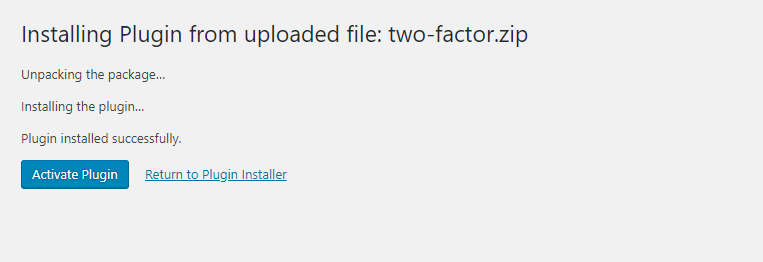 Installing Plugin from uploaded file: two-factor.zip
Unpacking the package...
Installing the plugin...
Plugin installed successfully.
Activate Plugin Return to Plugin Installer